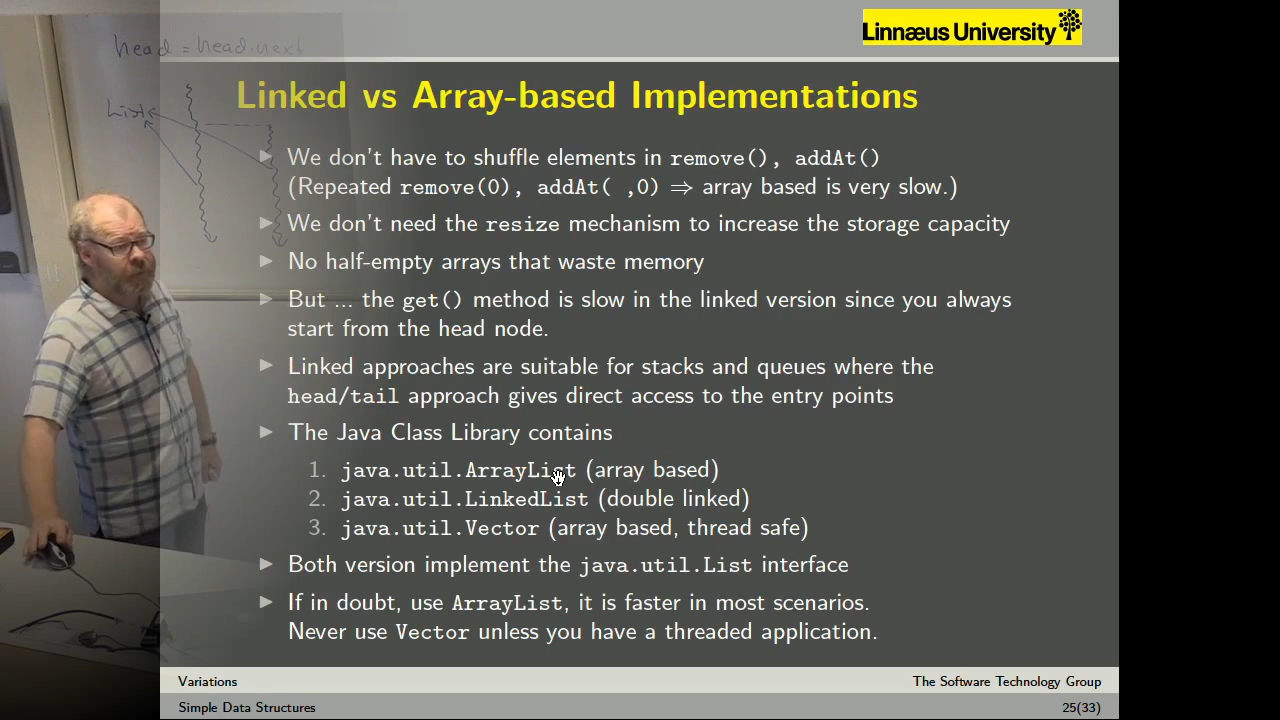 Linnæus University
head = head.next
List
Linked vs Array-based Implementations
We don't have to shuffle elements in remove(), addAt()
(Repeated remove(0), addAt( ,0) ⇒ array based is very slow.)
We don't need the resize mechanism to increase the storage capacity
No half-empty arrays that waste memory
But ... the get() method is slow in the linked version since you always
start from the head node.
Linked approaches are suitable for stacks and queues where the
head/tail approach gives direct access to the entry points
The Java Class Library contains
1. java.util.ArrayList (array based)
2. java.util.LinkedList (double linked)
3. java.util.Vector (array based, thread safe)
Both version implement the java.util.List interface
If in doubt, use ArrayList, it is faster in most scenarios.
Never use Vector unless you have a threaded application.
Variations
The Software Technology Group
Simple Data Structures
25(33)